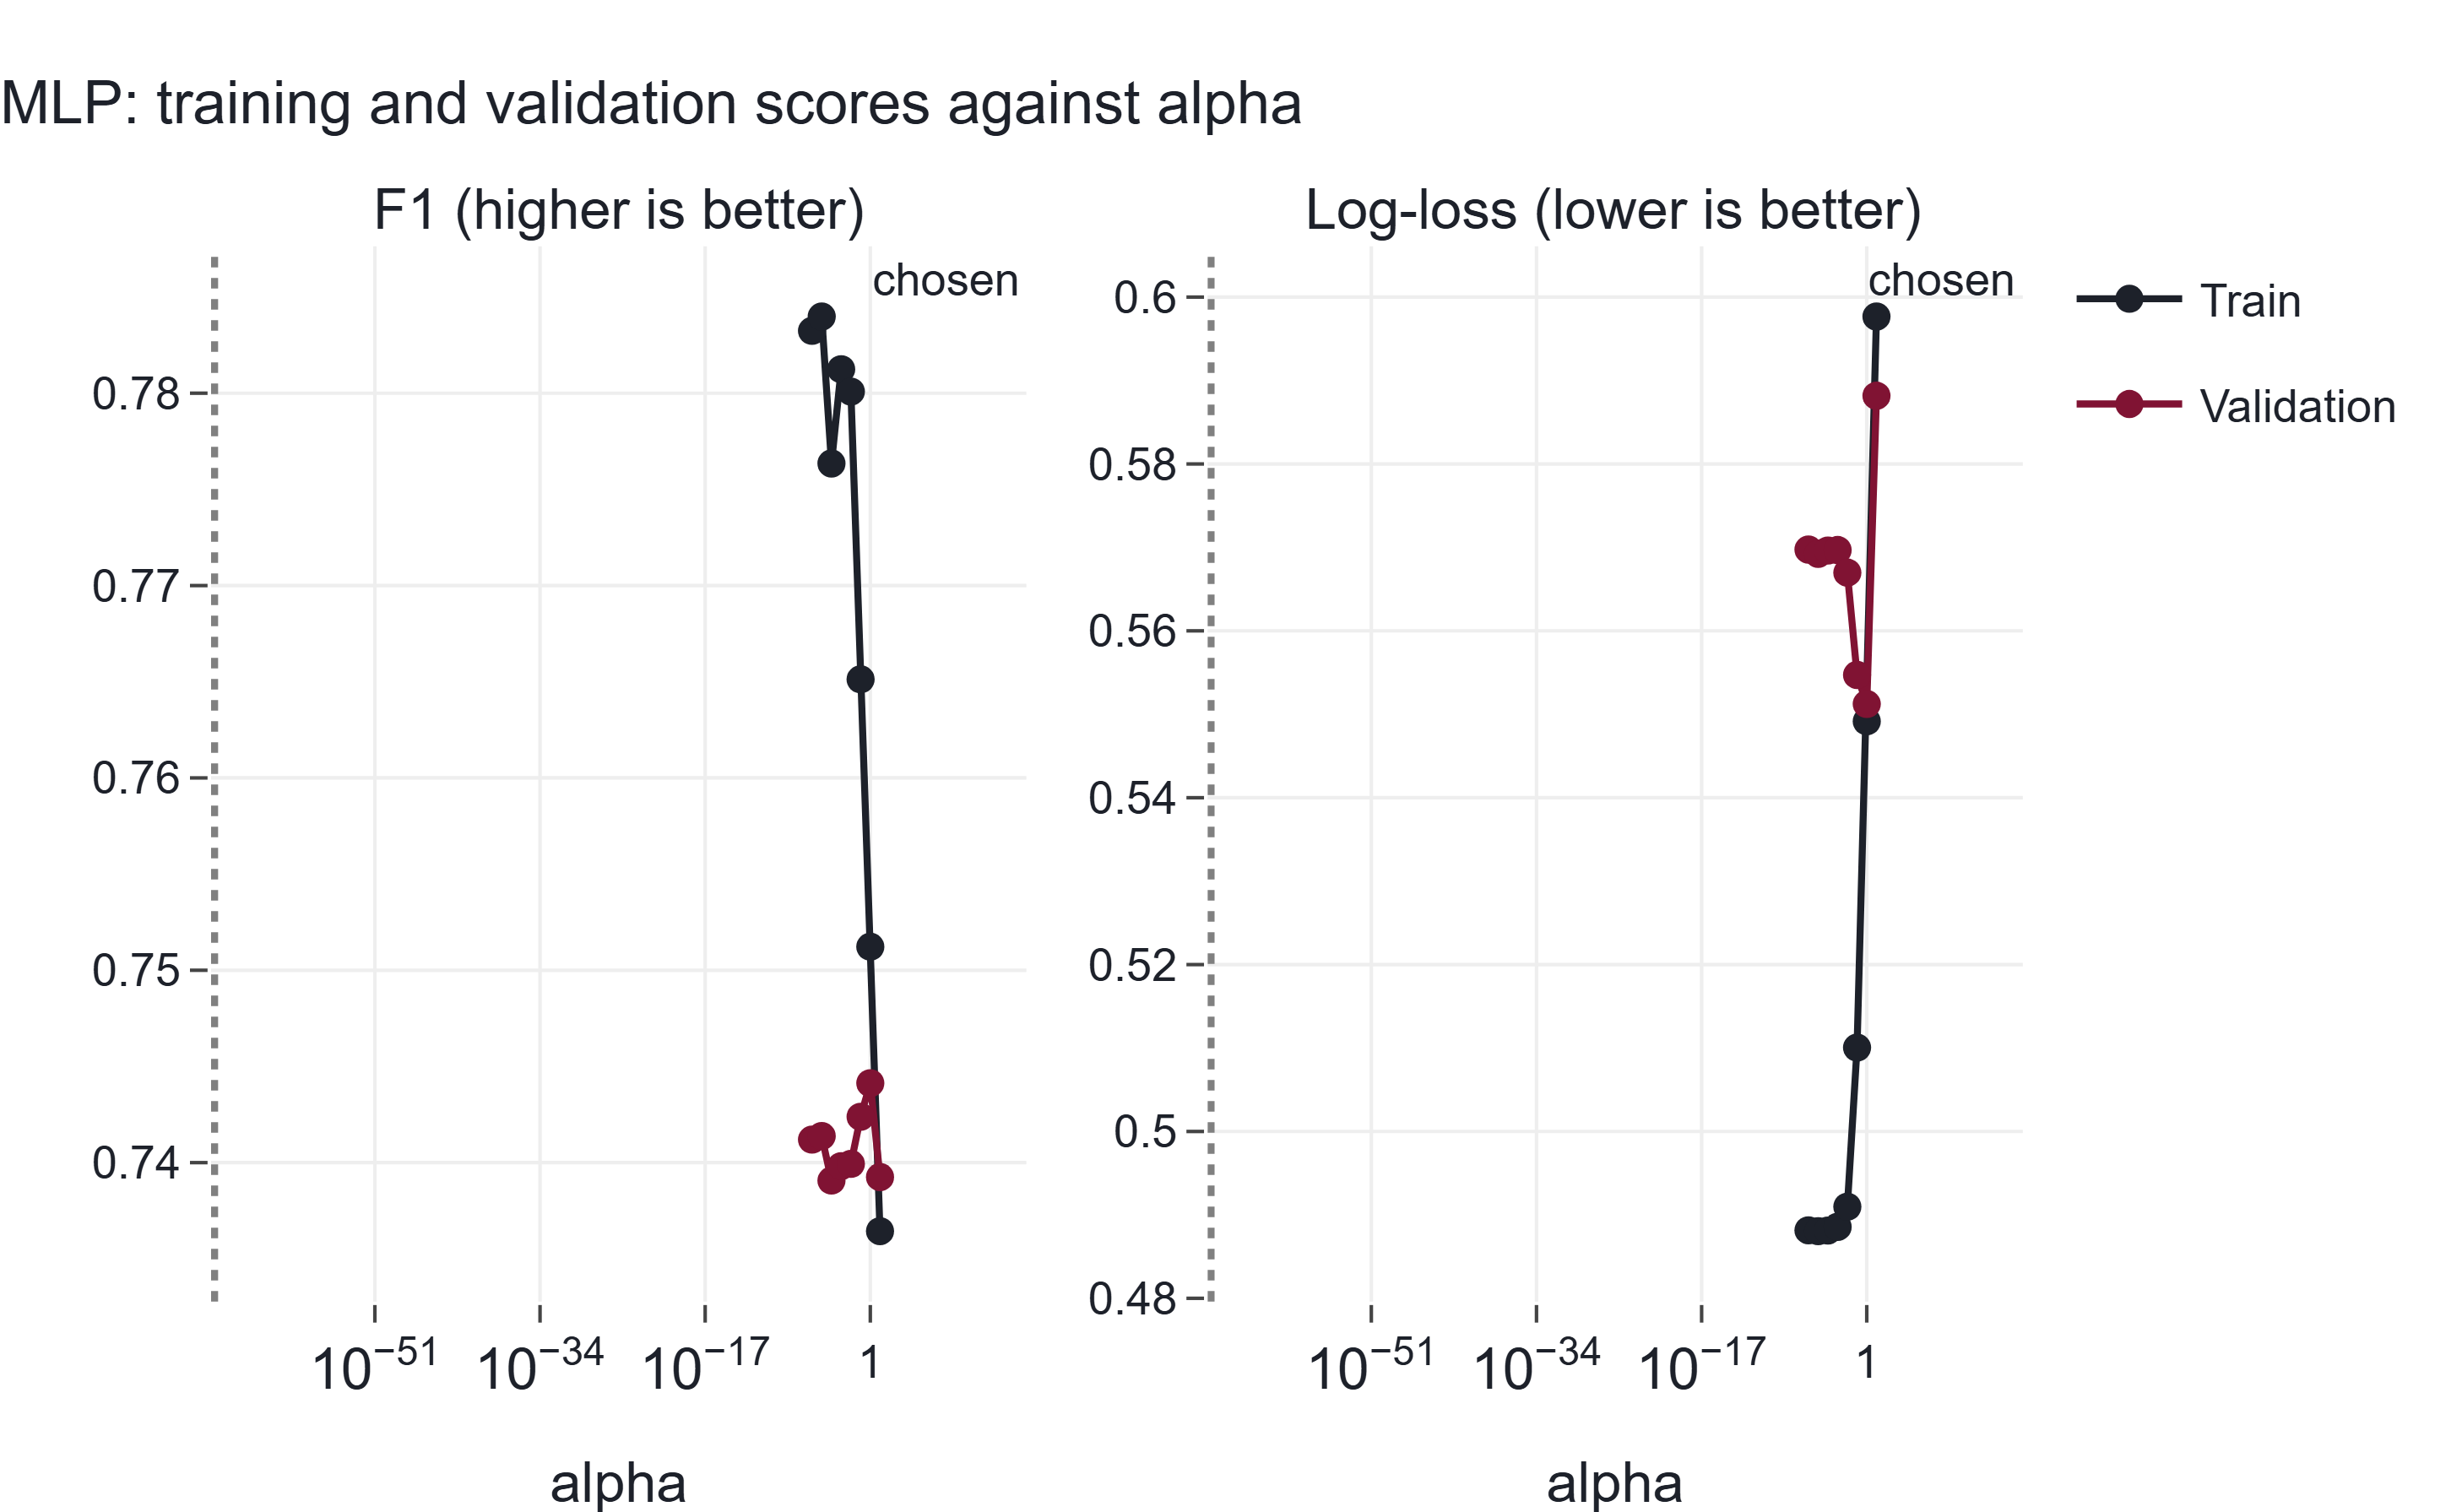 MLP: training and validation scores against alpha
F1 (higher is better)
Log-loss (lower is better)
chosen
chosen
Train
Validation
0.78
0.77
0.76
0.75
0.74
0.6
0.58
0.56
0.54
0.52
0.5
0.48
10⁻⁵¹ 10⁻³⁴ 10⁻¹⁷ 1
10⁻⁵¹ 10⁻³⁴ 10⁻¹⁷ 1
alpha
alpha